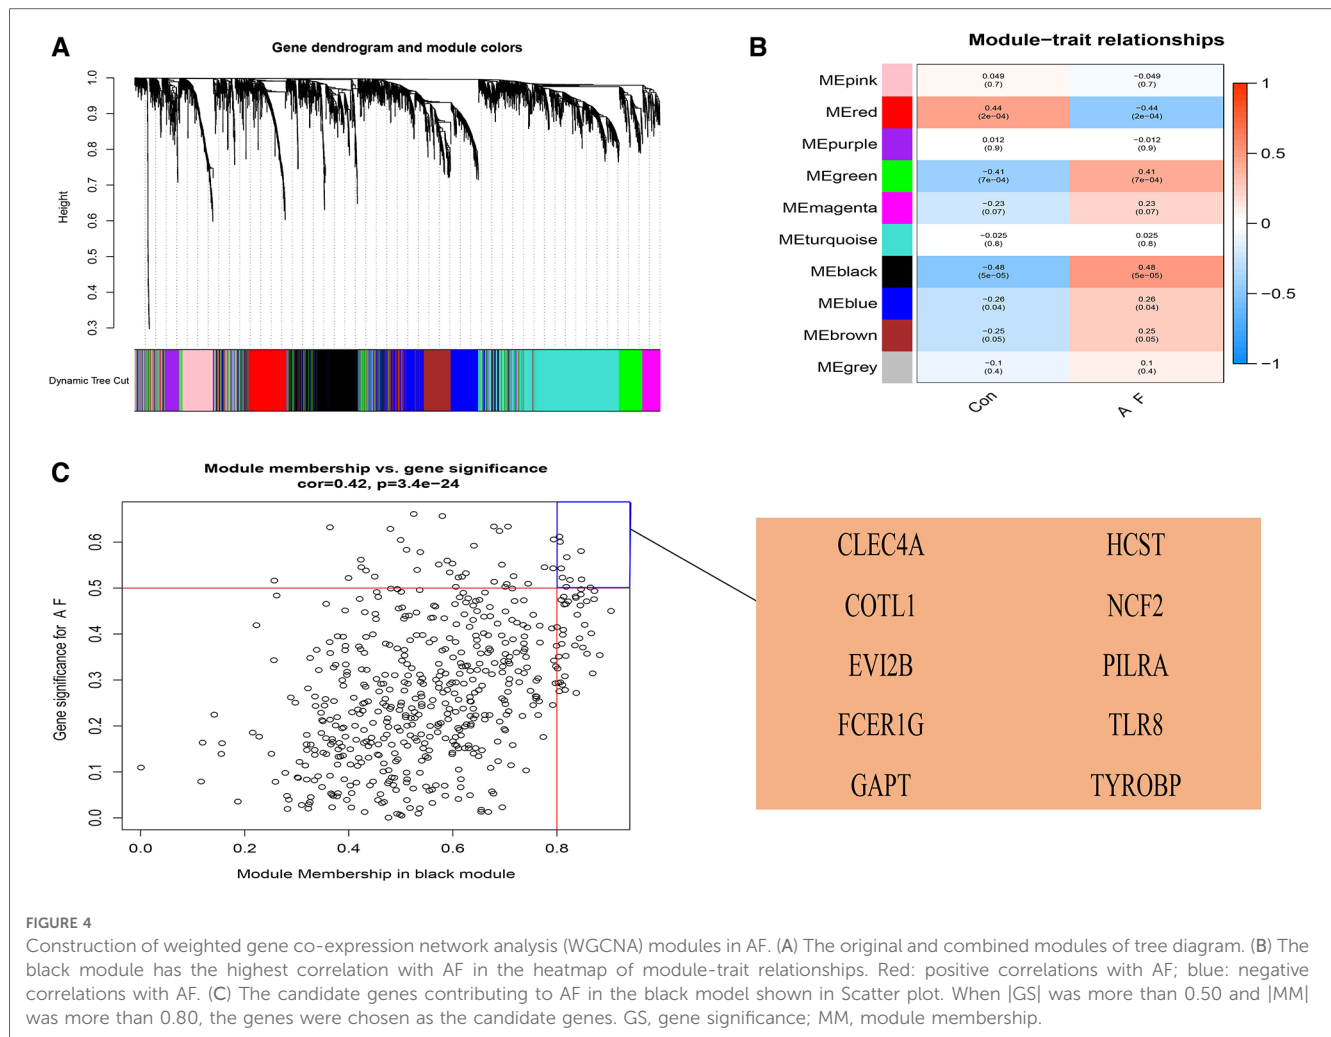 A
Gene dendrogram and module colors
Height
1.0
0.9
0.8
0.7
0.6
0.5
0.4
0.3
Dynamic Tree Cut
B
Module-trait relationships
MEpink
0.049
(0.7)
−0.049
(0.7)
MEred
0.44
(2e−04)
−0.44
(2e−04)
MEpurple
0.012
(0.9)
−0.012
(0.9)
MEgreen
−0.41
(7e−04)
0.41
(7e−04)
MEmagenta
−0.23
(0.07)
0.23
(0.07)
MEturquoise
−0.025
(0.8)
0.025
(0.8)
MEblack
−0.48
(5e−05)
0.48
(5e−05)
MEblue
−0.26
(0.04)
0.26
(0.04)
MEbrown
−0.25
(0.05)
0.25
(0.05)
MEgrey
−0.1
(0.4)
0.1
(0.4)
Con
A F
1
0.5
0
−0.5
−1
C
Module membership vs. gene significance
cor=0.42, p=3.4e−24
Gene significance for A F
0.6
0.5
0.4
0.3
0.2
0.1
0.0
0.0 0.2 0.4 0.6 0.8
Module Membership in black module
CLEC4A HCST
COTL1 NCF2
EVI2B PILRA
FCER1G TLR8
GAPT TYROBP
FIGURE 4
Construction of weighted gene co-expression network analysis (WGCNA) modules in AF. (A) The original and combined modules of tree diagram. (B) The
black module has the highest correlation with AF in the heatmap of module-trait relationships. Red: positive correlations with AF; blue: negative
correlations with AF. (C) The candidate genes contributing to AF in the black model shown in Scatter plot. When |GS| was more than 0.50 and |MM|
was more than 0.80, the genes were chosen as the candidate genes. GS, gene significance; MM, module membership.